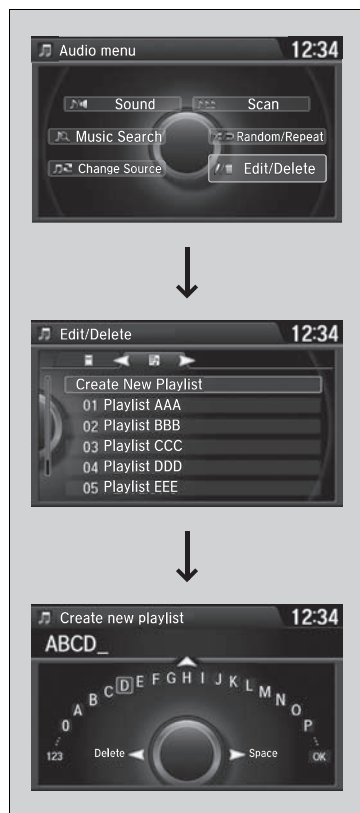 Audio menu 12:34
Sound Scan
Music Search Random/Repeat
Change Source Edit/Delete
Edit/Delete 12:34
Create New Playlist
01 Playlist AAA
02 Playlist BBB
03 Playlist CCC
04 Playlist DDD
05 Playlist EEE
Create new playlist 12:34
ABCD_
123 0 A B C D E F G H I J K L M N O P OK
Delete Space